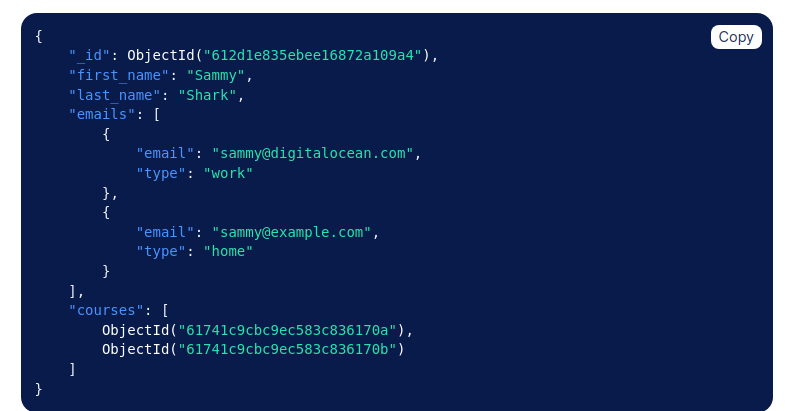 Copy
{
    "_id": ObjectId("612d1e835ebee16872a109a4"),
    "first_name": "Sammy",
    "last_name": "Shark",
    "emails": [
        {
            "email": "sammy@digitalocean.com",
            "type": "work"
        },
        {
            "email": "sammy@example.com",
            "type": "home"
        }
    ],
    "courses": [
        ObjectId("61741c9cbc9ec583c836170a"),
        ObjectId("61741c9cbc9ec583c836170b")
    ]
}